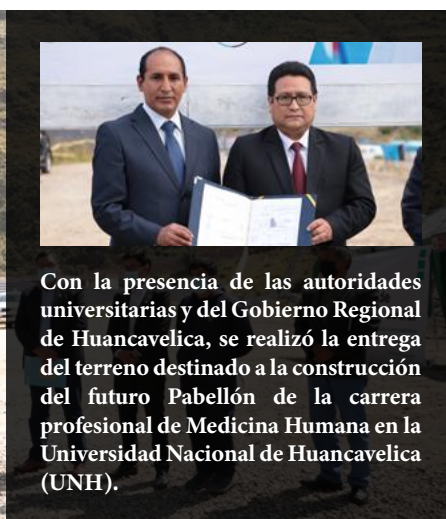 Con la presencia de las autoridades
universitarias y del Gobierno Regional
de Huancavelica, se realizó la entrega
del terreno destinado a la construcción
del futuro Pabellón de la carrera
profesional de Medicina Humana en la
Universidad Nacional de Huancavelica
(UNH).